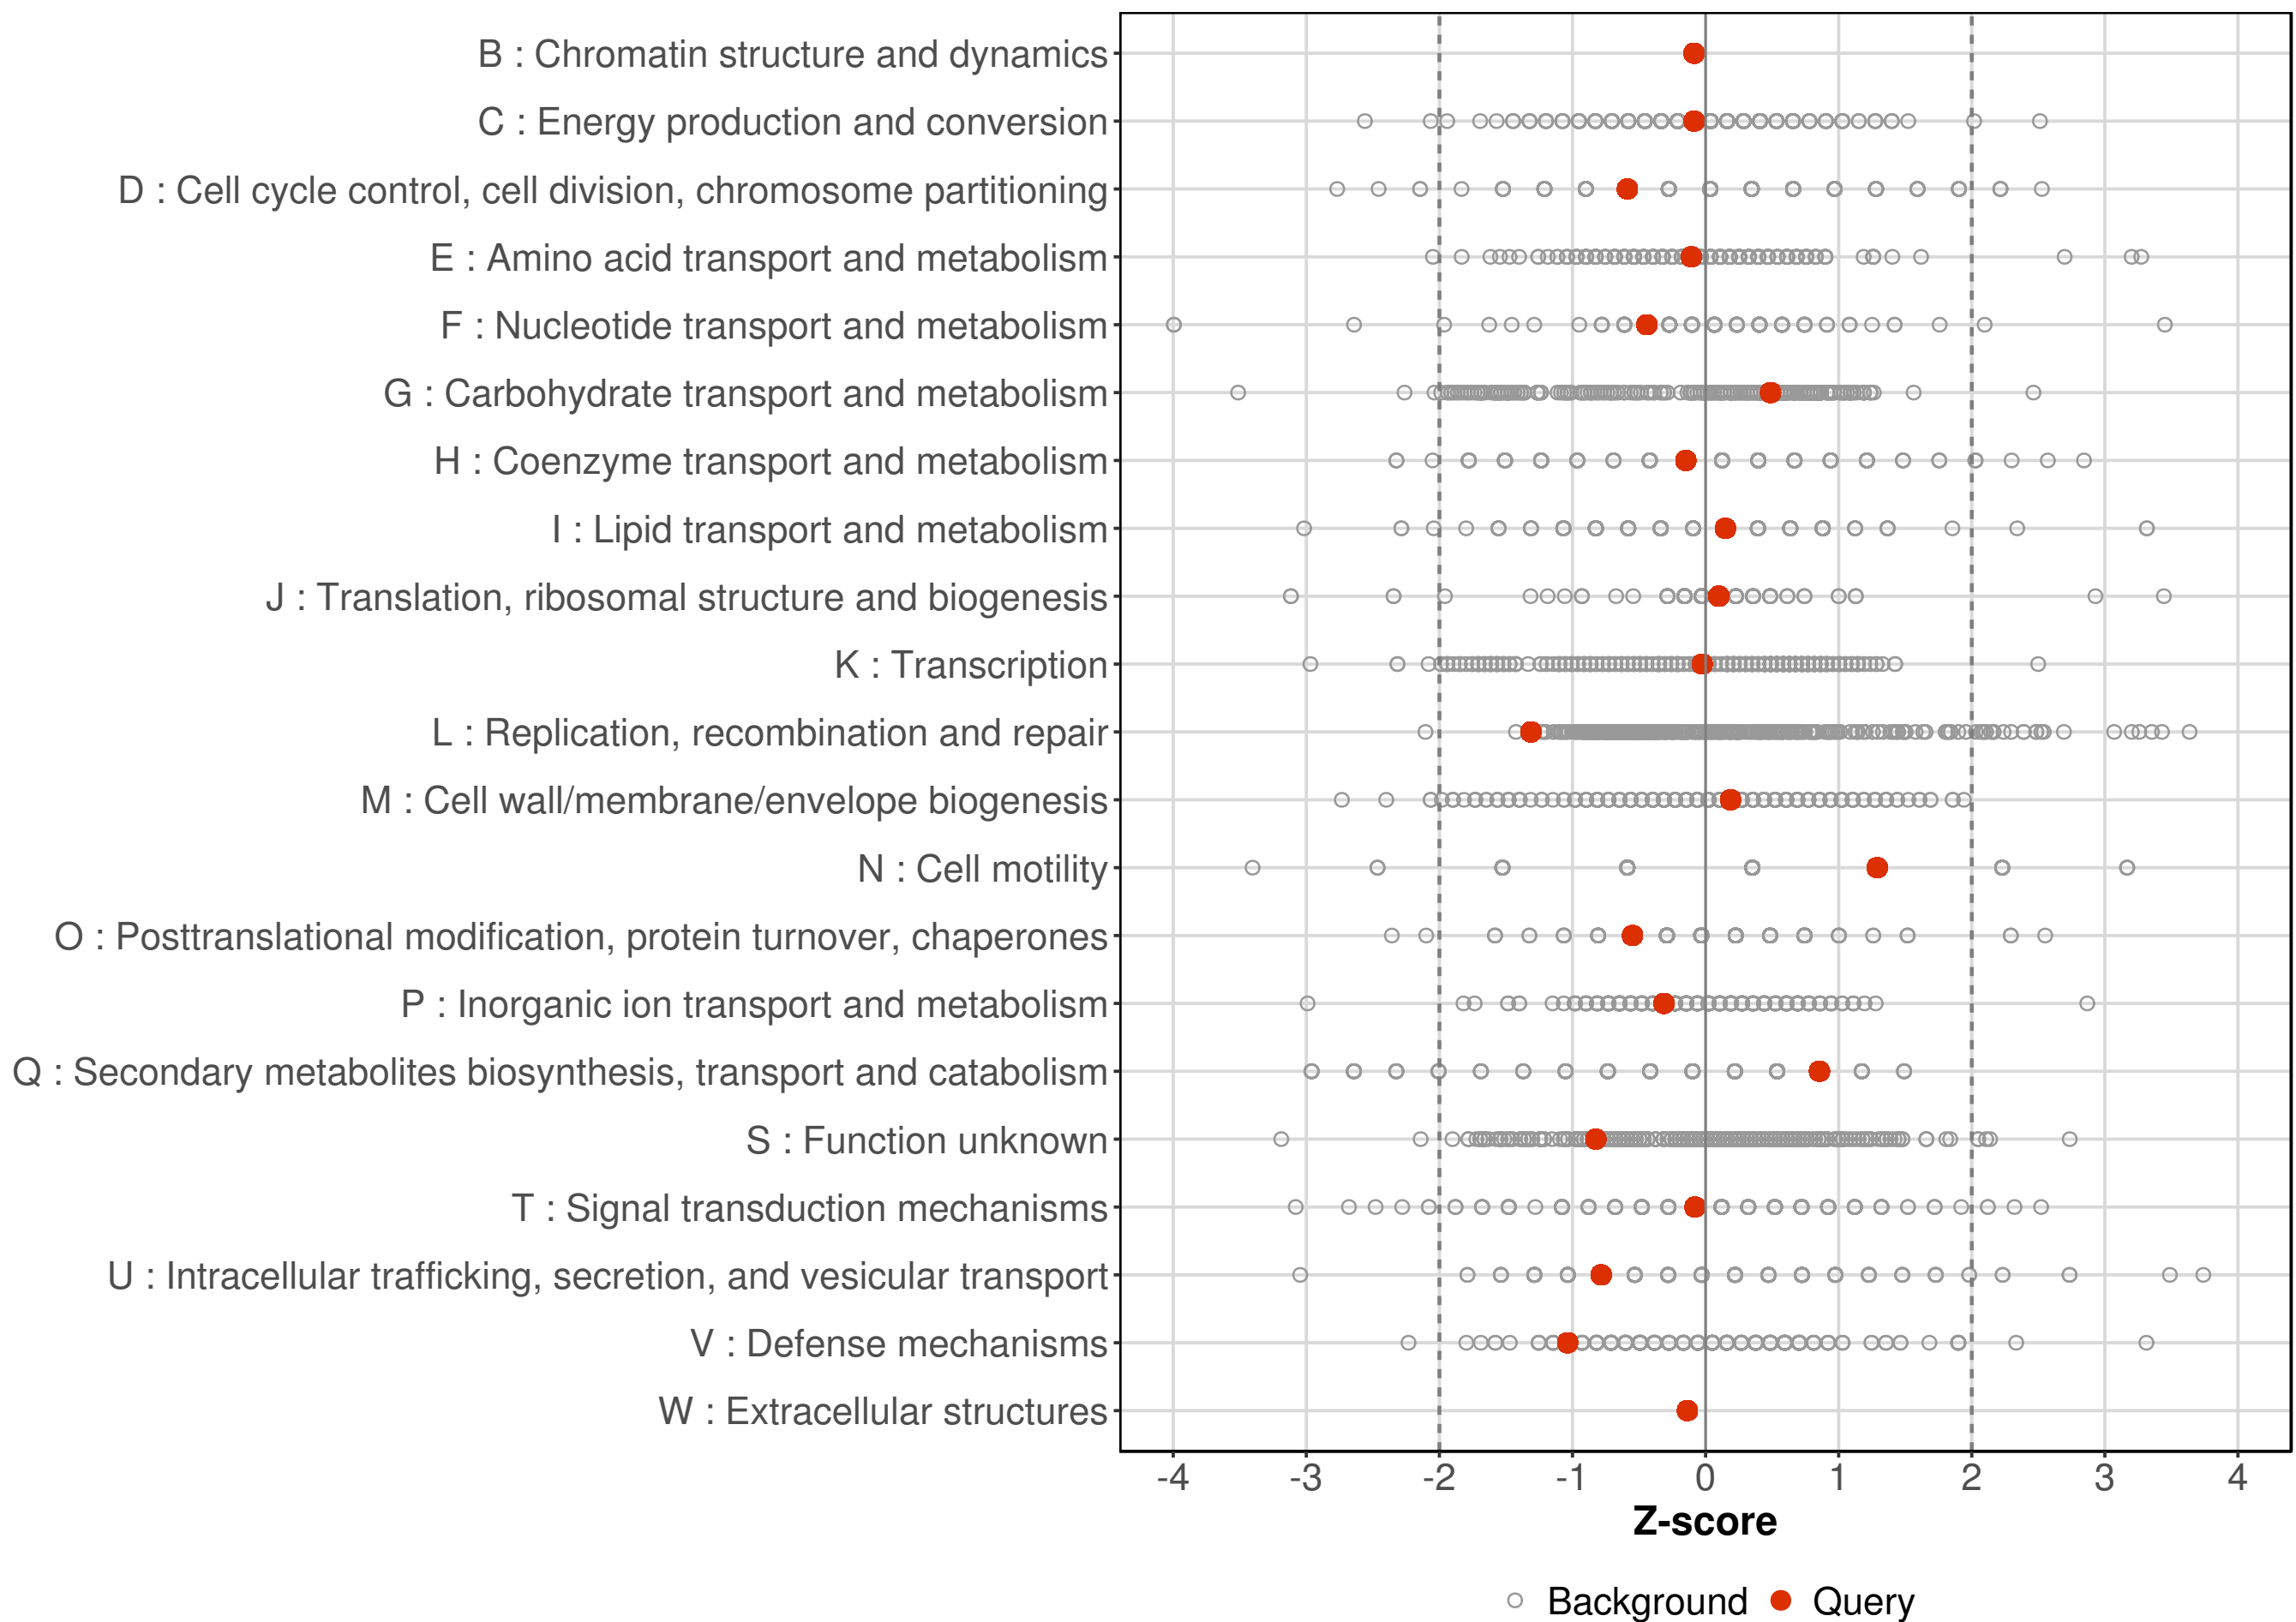 B : Chromatin structure and dynamics
C : Energy production and conversion
D : Cell cycle control, cell division, chromosome partitioning
E : Amino acid transport and metabolism
F : Nucleotide transport and metabolism
G : Carbohydrate transport and metabolism
H : Coenzyme transport and metabolism
I : Lipid transport and metabolism
J : Translation, ribosomal structure and biogenesis
K : Transcription
L : Replication, recombination and repair
M : Cell wall/membrane/envelope biogenesis
N : Cell motility
O : Posttranslational modification, protein turnover, chaperones
P : Inorganic ion transport and metabolism
Q : Secondary metabolites biosynthesis, transport and catabolism
S : Function unknown
T : Signal transduction mechanisms
U : Intracellular trafficking, secretion, and vesicular transport
V : Defense mechanisms
W : Extracellular structures
-4 -3 -2 -1 0 1 2 3 4
Z-score
Background Query